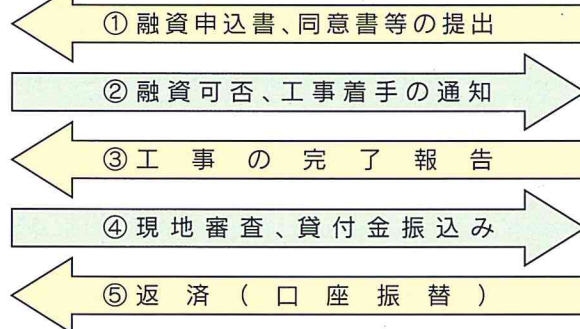 ①融資申込書、同意書等の提出
②融資可否、工事着手の通知
③工事の完了報告
④現地審査、貸付金振込み
⑤返済(口座振替)